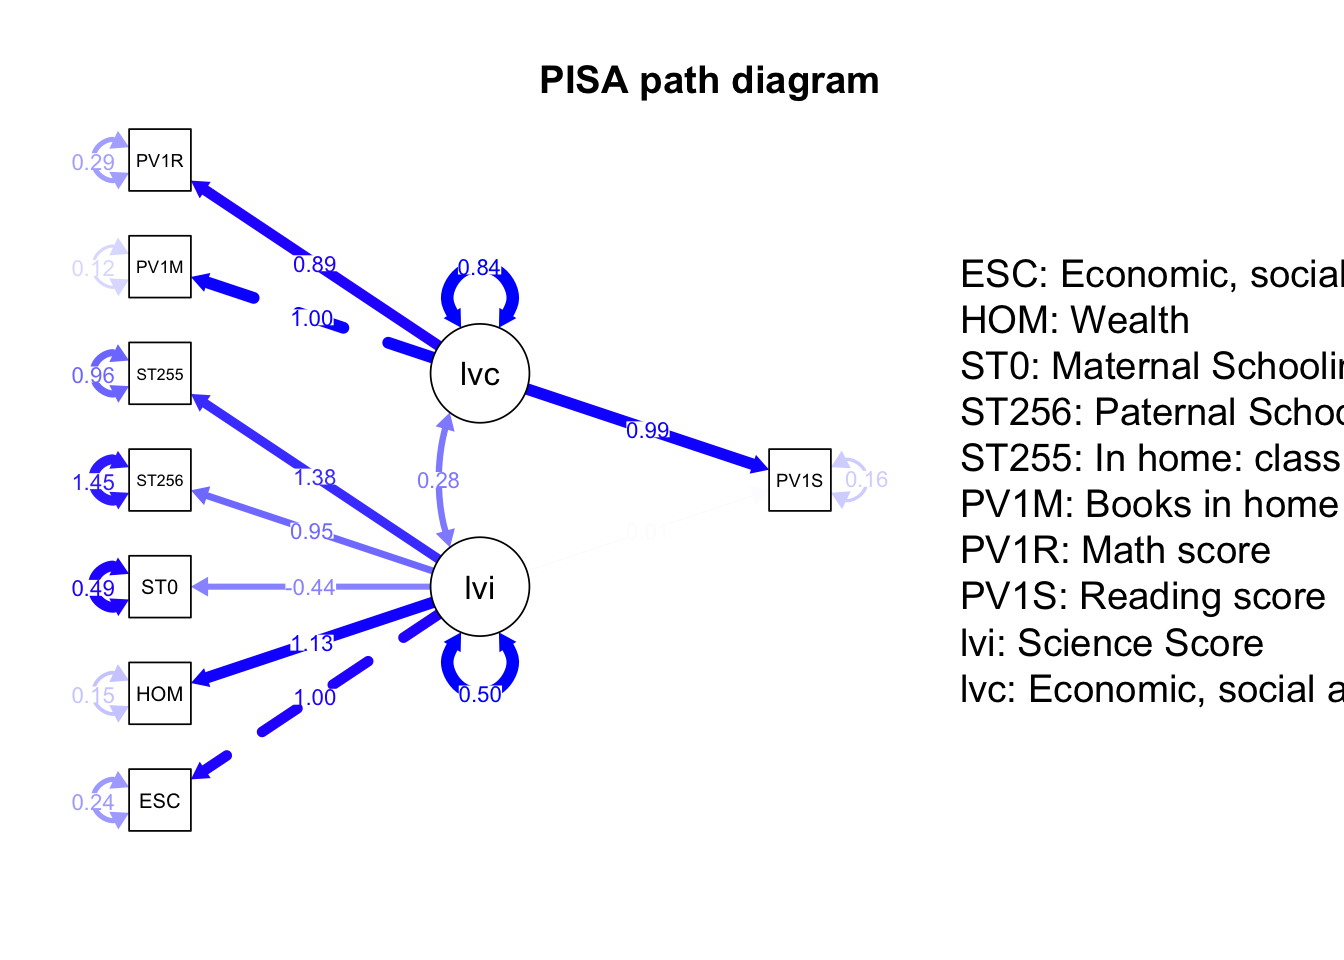 PISA path diagram
0.29
PV1R
0.12
PV1M
0.96
ST255
1.45
ST256
0.49
ST0
0.15
HOM
0.24
ESC
0.89
1.00
1.38
0.95
-0.44
1.13
1.00
0.84
lvc
0.28
lvi
0.50
0.99
0.01
PV1S
0.16
ESC: Economic, social
HOM: Wealth
ST0: Maternal
ST256: Paternal
ST255: In home: class
PV1M: Books in home
PV1R: Math score
PV1S: Reading score
lvi: Science Score
lvc: Economic, social